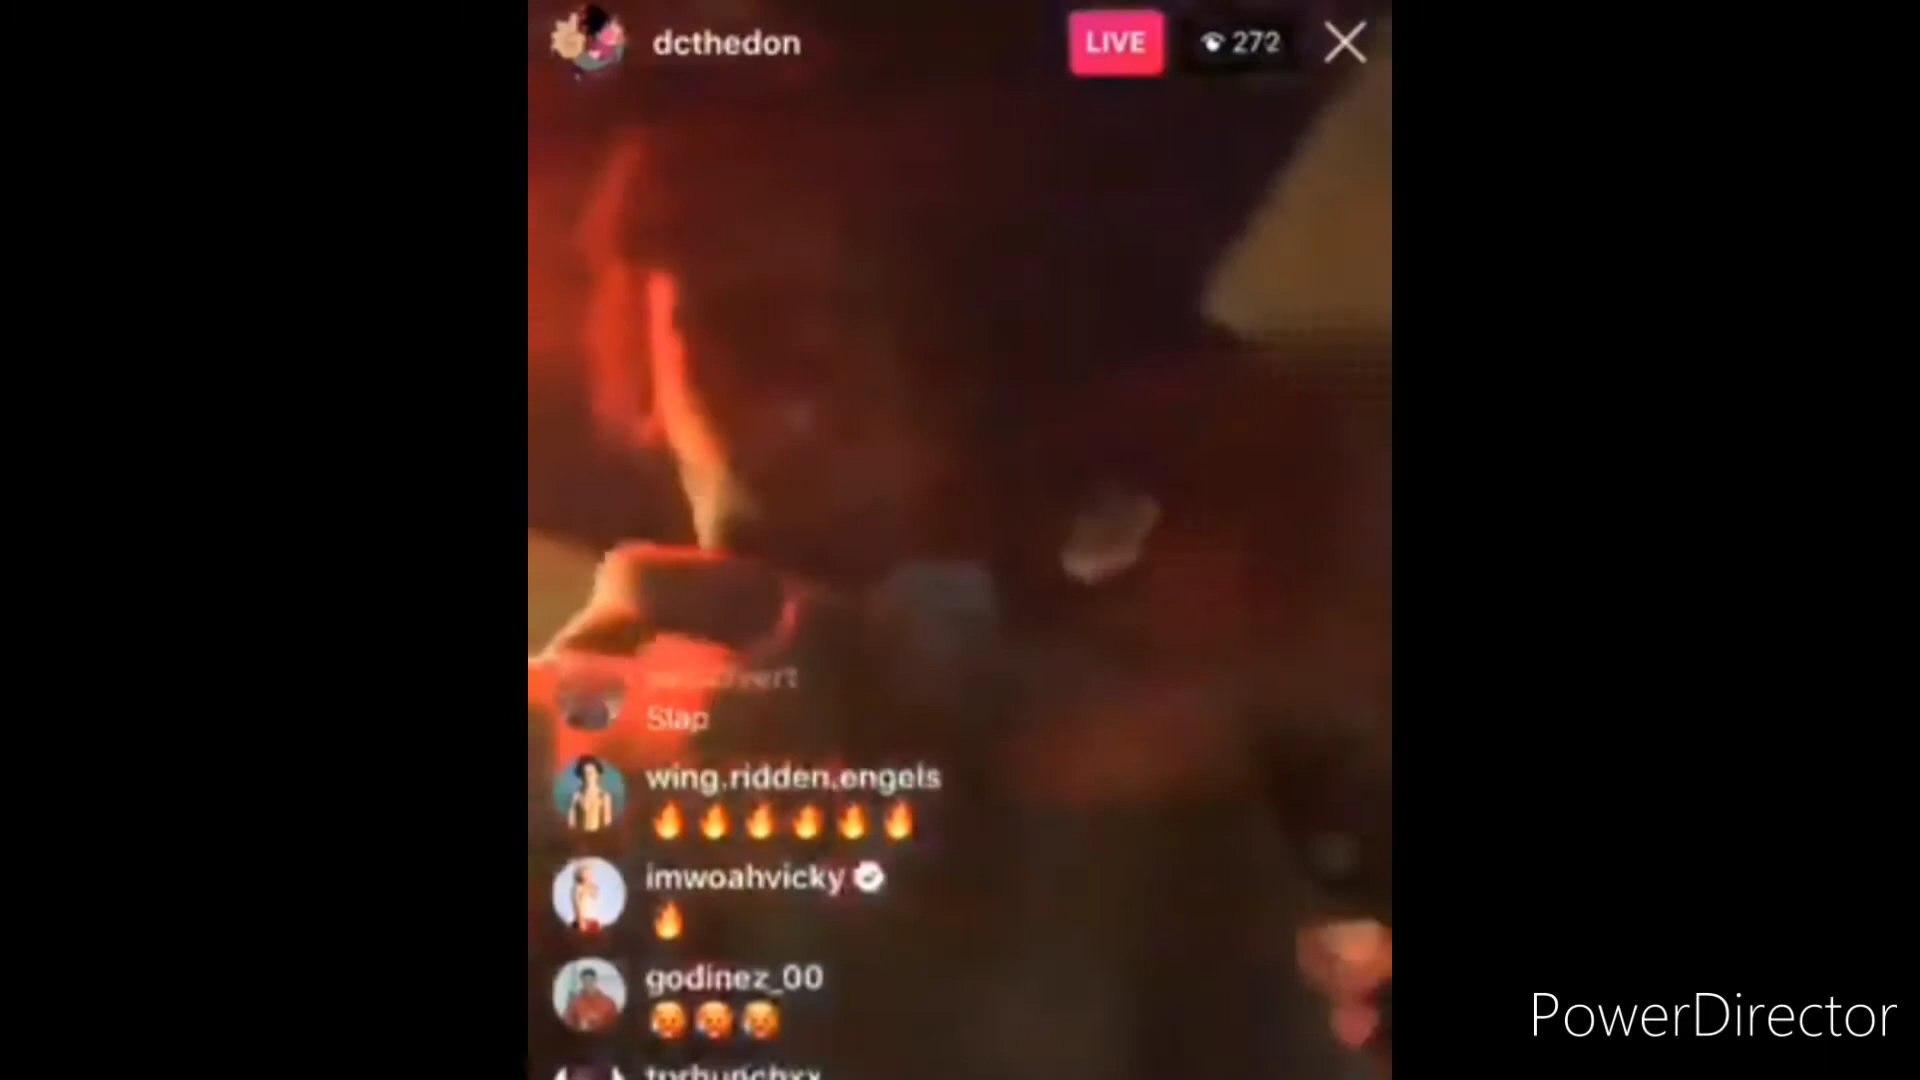 dcthedon
LIVE
272
Slap
wing.ridden.engels
🔥🔥🔥🔥🔥🔥
imwoahvicky
🔥
godinez_00
🥵🥵🥵
PowerDirector